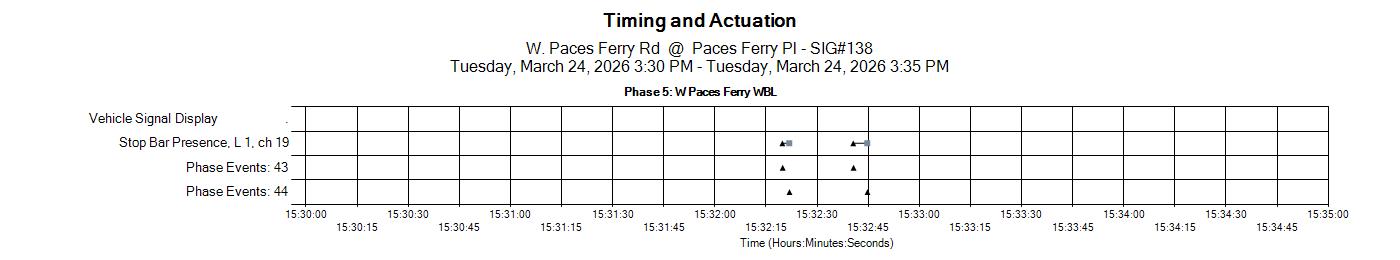 Timing and Actuation
W. Paces Ferry Rd @ Paces Ferry Pl - SIG#138
Tuesday, March 24, 2026 3:30 PM - Tuesday, March 24, 2026 3:35 PM
Phase 5: W Paces Ferry WBL
Vehicle Signal Display .
Stop Bar Presence, L 1, ch 19
Phase Events: 43
Phase Events: 44
15:30:00 15:30:30 15:31:00 15:31:30 15:32:00 15:32:30 15:33:00 15:33:30 15:34:00 15:34:30 15:35:00
15:30:15 15:30:45 15:31:15 15:31:45 15:32:15 15:32:45 15:33:15 15:33:45 15:34:15 15:34:45
Time (Hours:Minutes:Seconds)